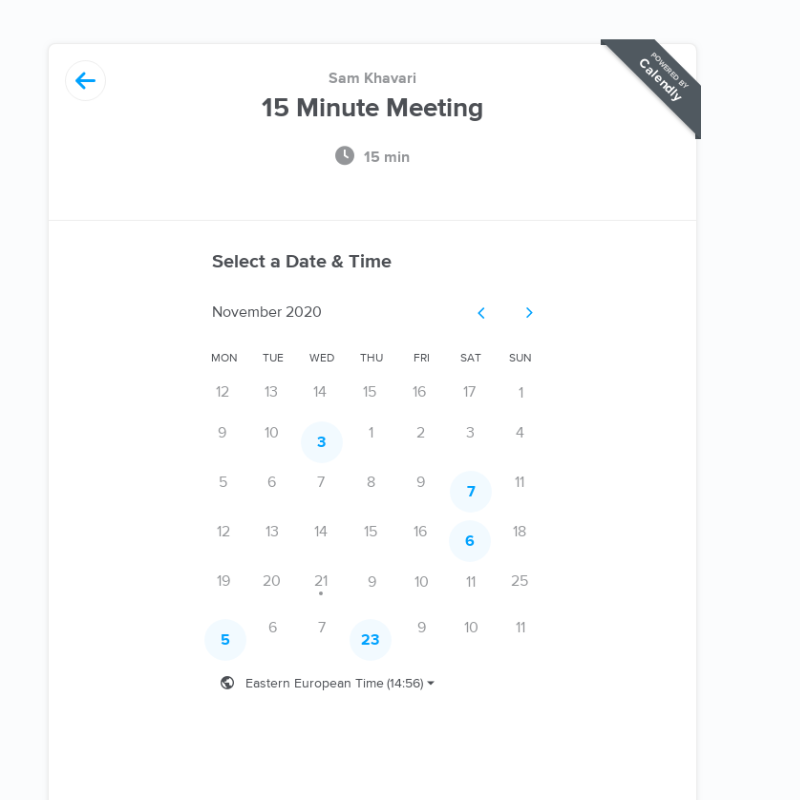 POWERED BY
Calendly
Sam Khavari
15 Minute Meeting
15 min
Select a Date & Time
November 2020
MON TUE WED THU FRI SAT SUN
12 13 14 15 16 17 1
9 10 3 1 2 3 4
5 6 7 8 9 7 11
12 13 14 15 16 6 18
19 20 21 9 10 11 25
5 6 7 23 9 10 11
Eastern European Time (14:56)